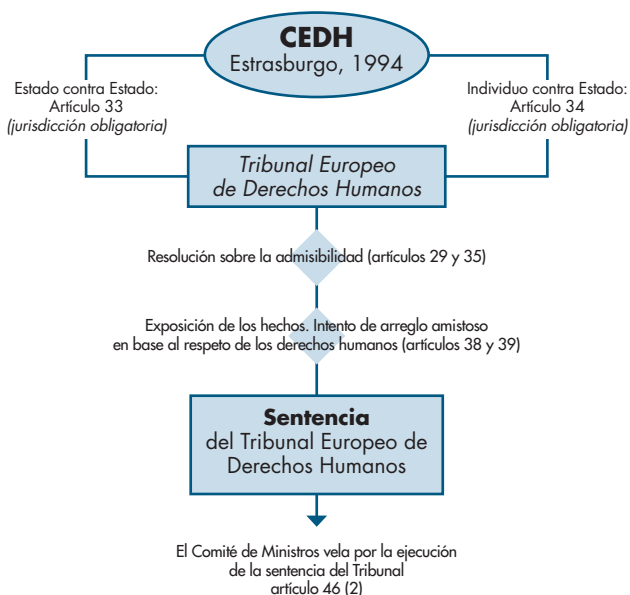 CEDH
Estrasburgo, 1994
Estado contra Estado:
Artículo 33
(jurisdicción obligatoria)
Individuo contra Estado:
Artículo 34
(jurisdicción obligatoria)
Tribunal Europeo
de Derechos Humanos
Resolución sobre la admisibilidad (artículos 29 y 35)
Exposición de los hechos. Intento de arreglo amistoso
en base al respeto de los derechos humanos (artículos 38 y 39)
Sentencia
del Tribunal Europeo de
Derechos Humanos
El Comité de Ministros vela por la ejecución
de la sentencia del Tribunal
artículo 46 (2)